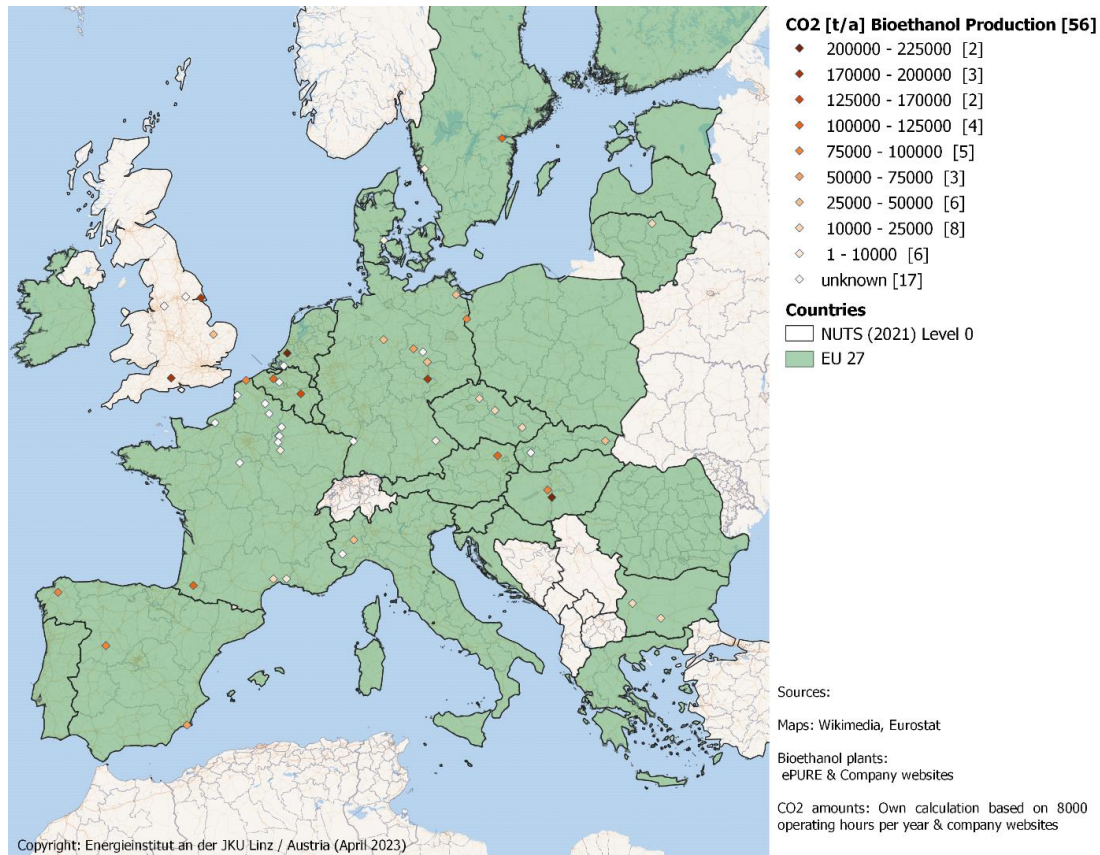 CO2 [t/a] Bioethanol Production [56]
200000 - 225000 [2]
170000 - 200000 [3]
125000 - 170000 [2]
100000 - 125000 [4]
75000 - 100000 [5]
50000 - 75000 [3]
25000 - 50000 [6]
10000 - 25000 [8]
1 - 10000 [6]
unknown [17]
Countries
NUTS (2021) Level 0
EU 27
Sources:
Maps: Wikimedia, Eurostat
Bioethanol plants:
ePURE & Company websites
CO2 amounts: Own calculation based on 8000
operating hours per year & company websites
Copyright: Energieinstitut an der JKU Linz / Austria (April 2023)